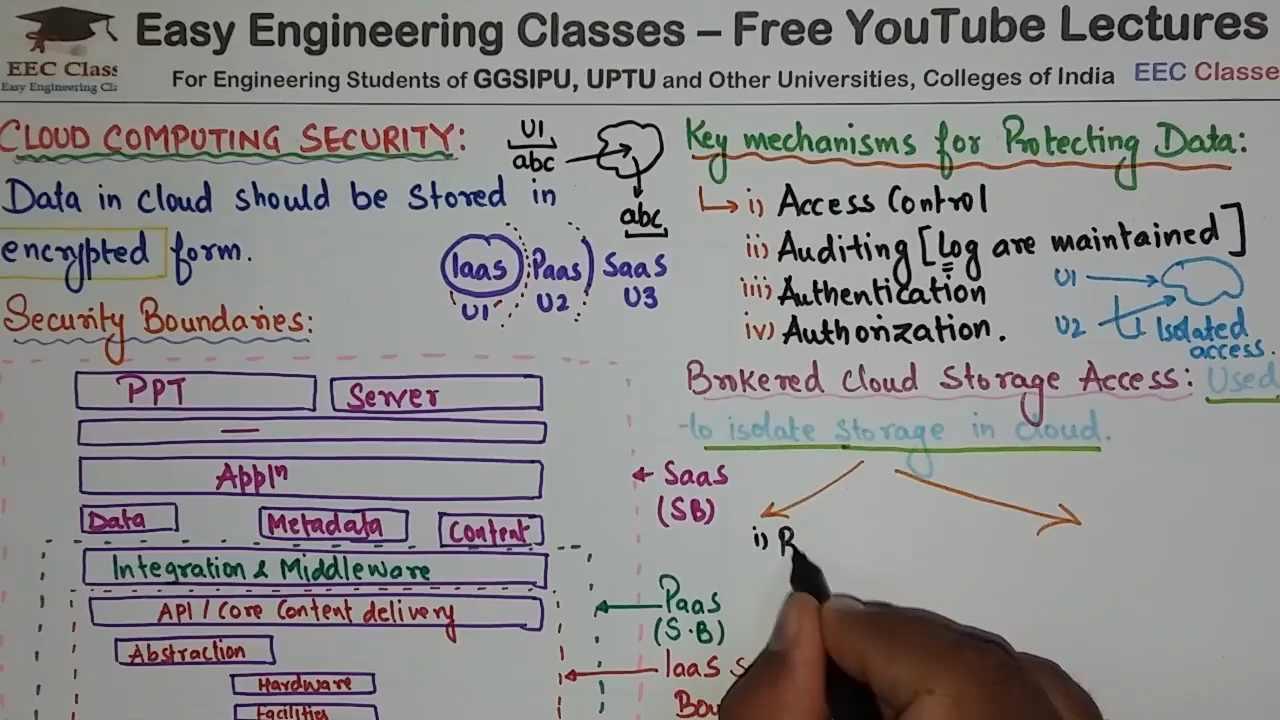 Easy Engineering Classes – Free YouTube Lectures
EEC Class
Easy Engineering Cla
For Engineering Students of GGSIPU, UPTU and Other Universities, Colleges of India
EEC Classe
CLOUD COMPUTING SECURITY:
U1
abc
abc
Data in cloud should be stored in
encrypted form.
Iaas Paas SaaS
U1 U2 U3
Security Boundaries:
PPT
Server
Appln
Data
Metadata
Content
Integration & Middleware
API / Core Content delivery
Abstraction
Hardware
Facilities
SaaS
(SB)
Paas
(S.B)
Iaas S
Bou
Key mechanisms for Protecting Data:
i) Access Control
ii) Auditing [Log are maintained]
iii) Authentication
iv) Authorization.
U1
U2
Isolated
access.
Brokered Cloud Storage Access: Used
to isolate storage in cloud.
i) R